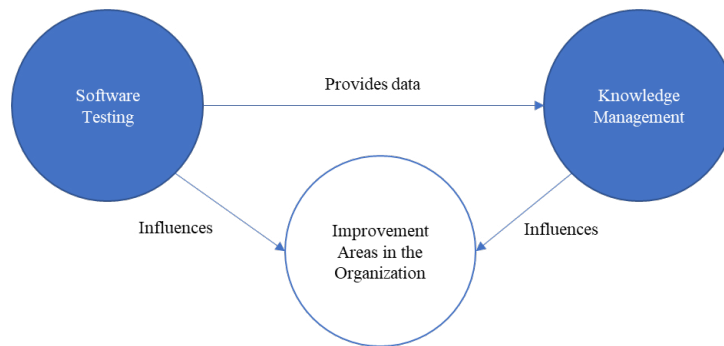 Software
Testing
Provides data
Knowledge
Management
Influences
Improvement
Areas in the
Organization
Influences